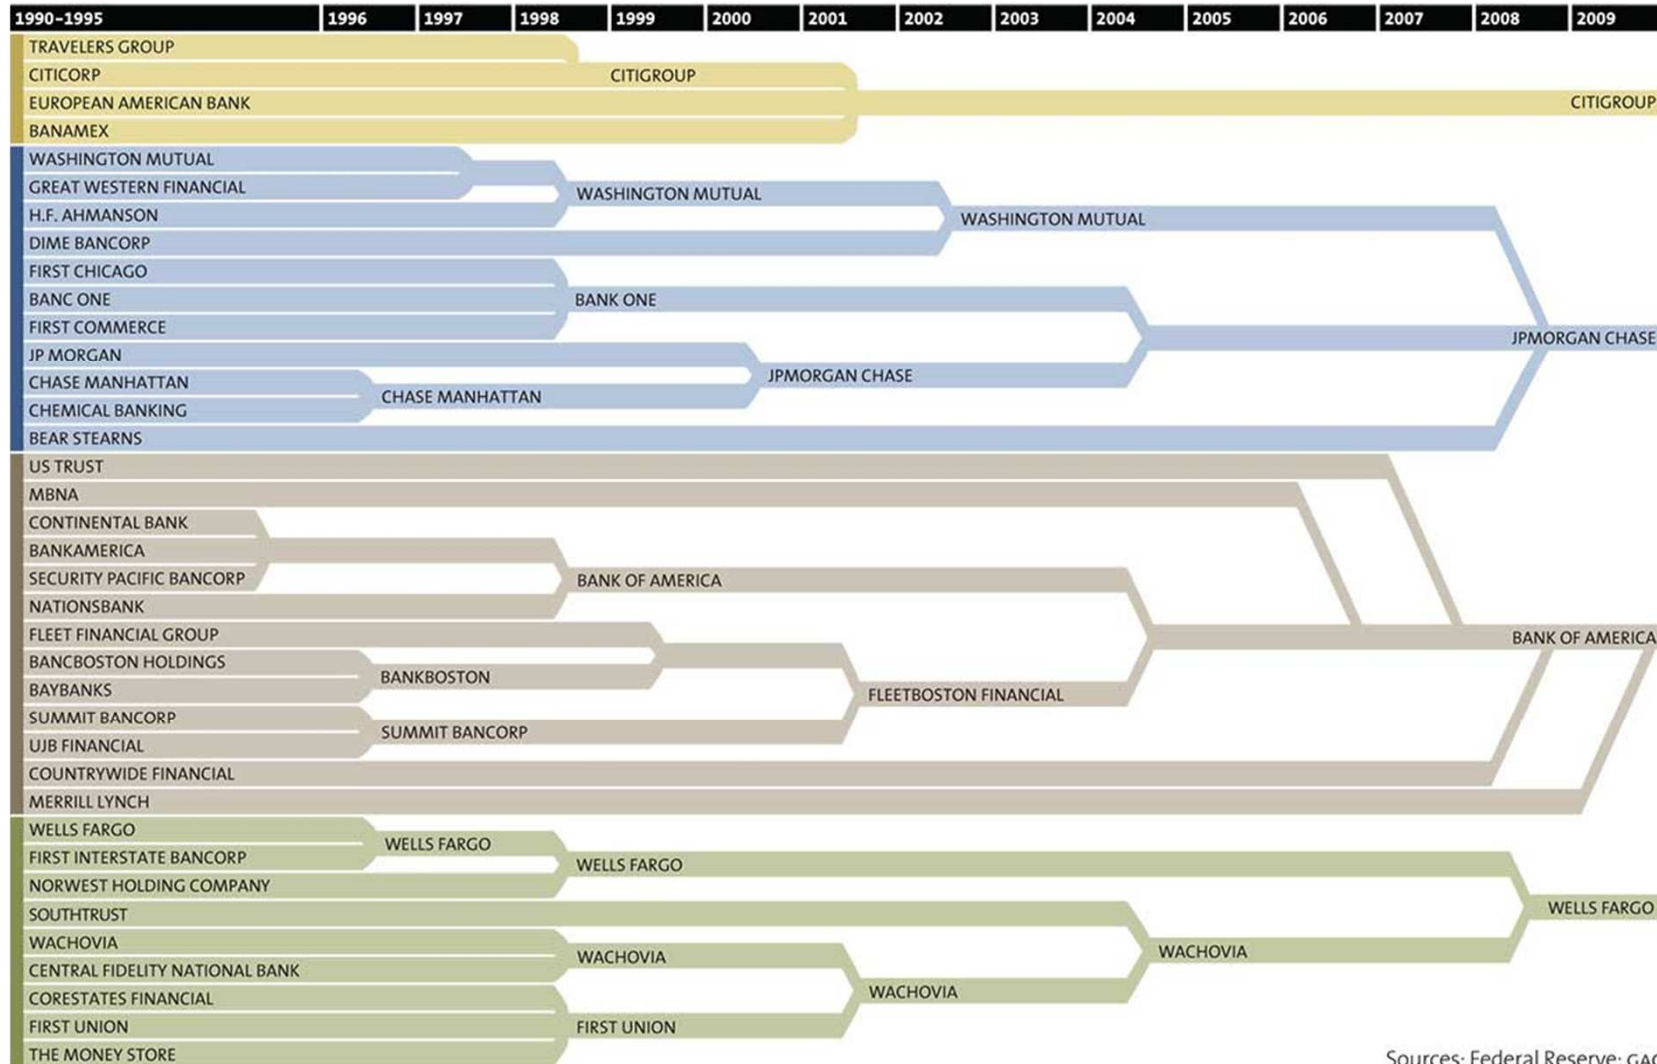 1990–1995 1996 1997 1998 1999 2000 2001 2002 2003 2004 2005 2006 2007 2008 2009
TRAVELERS GROUP
CITICORP CITIGROUP
EUROPEAN AMERICAN BANK CITIGROUP
BANAMEX
WASHINGTON MUTUAL
GREAT WESTERN FINANCIAL WASHINGTON MUTUAL
H.F. AHMANSON WASHINGTON MUTUAL
DIME BANCORP
FIRST CHICAGO
BANC ONE BANK ONE
FIRST COMMERCE JPMORGAN CHASE
JP MORGAN
CHASE MANHATTAN JPMORGAN CHASE
CHASE MANHATTAN
CHEMICAL BANKING
BEAR STEARNS
US TRUST
MBNA
CONTINENTAL BANK
BANKAMERICA
SECURITY PACIFIC BANCORP BANK OF AMERICA
NATIONSBANK
FLEET FINANCIAL GROUP BANK OF AMERICA
BANCBOSTON HOLDINGS
BANKBOSTON
BAYBANKS FLEETBOSTON FINANCIAL
SUMMIT BANCORP
SUMMIT BANCORP
UJB FINANCIAL
COUNTRYWIDE FINANCIAL
MERRILL LYNCH
WELLS FARGO
WELLS FARGO
FIRST INTERSTATE BANCORP WELLS FARGO
NORWEST HOLDING COMPANY
SOUTHTRUST WELLS FARGO
WACHOVIA
WACHOVIA WACHOVIA
CENTRAL FIDELITY NATIONAL BANK
CORESTATES FINANCIAL WACHOVIA
FIRST UNION FIRST UNION
THE MONEY STORE
Sources: Federal Reserve; GAO